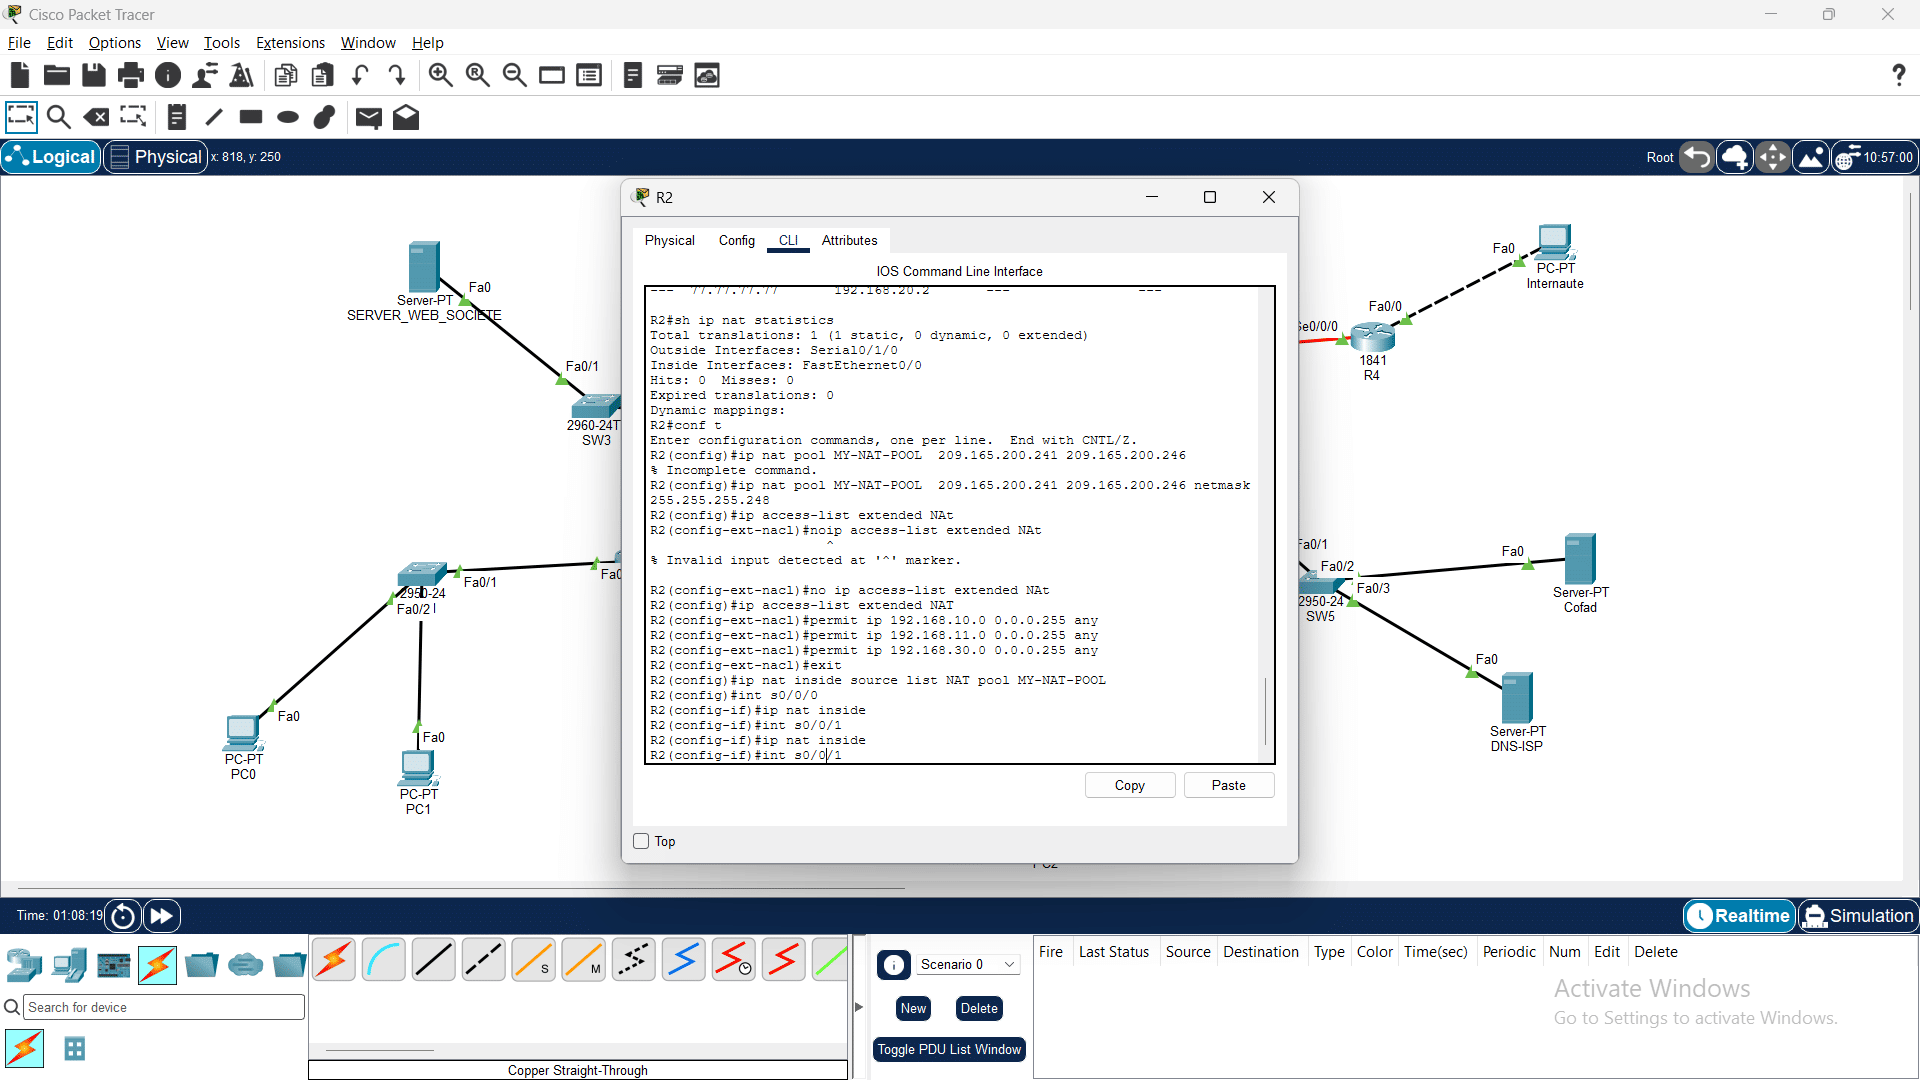 Cisco Packet Tracer
File Edit Options View Tools Extensions Window Help
Logical Physical x: 818, y: 250
Root 10:57:00
R2
Physical Config CLI Attributes
IOS Command Line Interface
--- 77.77.77.77 192.168.20.2 --- ---
R2#sh ip nat statistics
Total translations: 1 (1 static, 0 dynamic, 0 extended)
Outside Interfaces: Serial0/1/0
Inside Interfaces: FastEthernet0/0
Hits: 0 Misses: 0
Expired translations: 0
Dynamic mappings:
R2#conf t
Enter configuration commands, one per line. End with CNTL/Z.
R2(config)#ip nat pool MY-NAT-POOL 209.165.200.241 209.165.200.246
% Incomplete command.
R2(config)#ip nat pool MY-NAT-POOL 209.165.200.241 209.165.200.246 netmask
255.255.255.248
R2(config)#ip access-list extended NAt
R2(config-ext-nacl)#noip access-list extended NAt
^
% Invalid input detected at '^' marker.
R2(config-ext-nacl)#no ip access-list extended NAt
R2(config)#ip access-list extended NAT
R2(config-ext-nacl)#permit ip 192.168.10.0 0.0.0.255 any
R2(config-ext-nacl)#permit ip 192.168.11.0 0.0.0.255 any
R2(config-ext-nacl)#permit ip 192.168.30.0 0.0.0.255 any
R2(config-ext-nacl)#exit
R2(config)#ip nat inside source list NAT pool MY-NAT-POOL
R2(config)#int s0/0/0
R2(config-if)#ip nat inside
R2(config-if)#int s0/0/1
R2(config-if)#ip nat inside
R2(config-if)#int s0/0/1
Copy Paste
Top
Fa0
Server-PT
SERVER_WEB_SOCIETE
Fa0/1
2960-24T
SW3
2950-24
Fa0/1
Fa0/2
Fa0
PC-PT
PC0
Fa0
PC-PT
PC1
Fa0
PC-PT
Internaute
Fa0/0
Se0/0/0
1841
R4
Fa0/1
Fa0/2
Fa0/3
2950-24
SW5
Fa0
Server-PT
Cofad
Fa0
Server-PT
DNS-ISP
PC2
Time: 01:08:19
Realtime Simulation
Search for device
S
M
Copper Straight-Through
Scenario 0
New Delete
Toggle PDU List Window
Fire Last Status Source Destination Type Color Time(sec) Periodic Num Edit Delete
Activate Windows
Go to Settings to activate Windows.